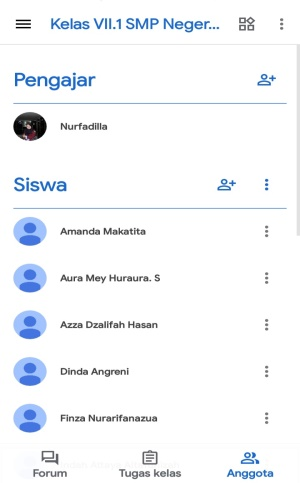 Kelas VII.1 SMP Neger...
Pengajar
Nurfadilla
Siswa
Amanda Makatita
Aura Mey Huraura. S
Azza Dzalifah Hasan
Dinda Angreni
Finza Nurarifanazua
Forum
Tugas kelas
Anggota